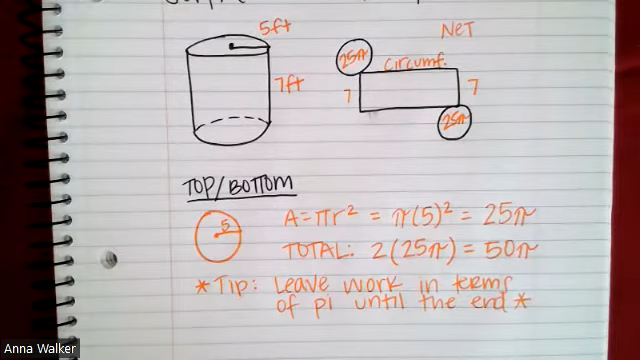 5ft
NET
25π
circumf.
7ft
7
7
25π
TOP/BOTTOM
5
A=πr² = π(5)² = 25π
TOTAL: 2(25π) = 50π
*TIP: Leave work in terms
of pi until the end*
Anna Walker